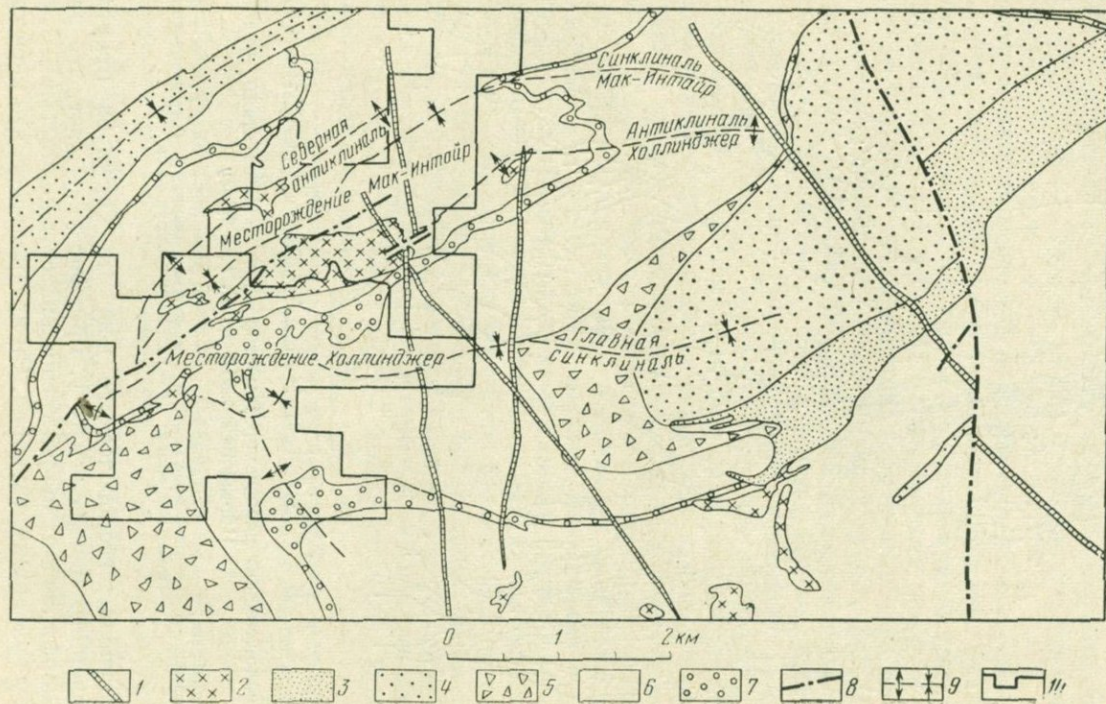 Синклиналь
Мак-Интайр
Антиклиналь
Холлинджер
Северная
антиклиналь
Месторождение Мак-Интайр
Главная
синклиналь
Месторождение Холлинджер
0 1 2 км
1 2 3 4 5 6 7 8 9 10